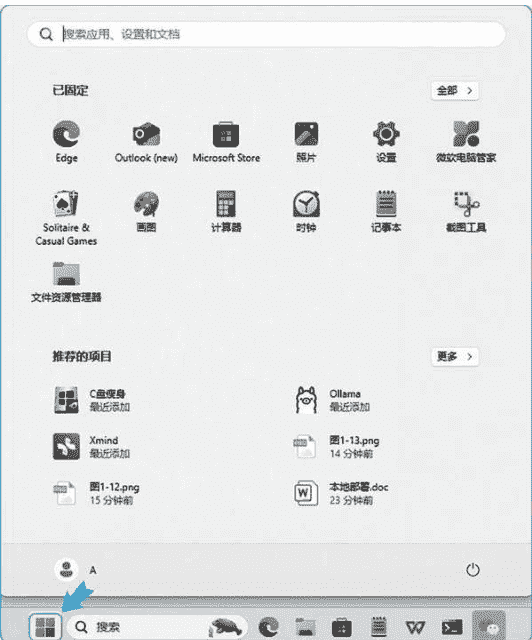 搜索应用、设置和文档
已固定
全部 >
Edge
Outlook (new)
Microsoft Store
照片
设置
微软电脑管家
Solitaire &
Casual Games
画图
计算器
时钟
记事本
截图工具
文件资源管理器
推荐的项目
更多 >
C盘瘦身
最近添加
Ollama
最近添加
Xmind
最近添加
图1-13.png
14 分钟前
图1-12.png
15 分钟前
本地部署.doc
23 分钟前
A
搜索